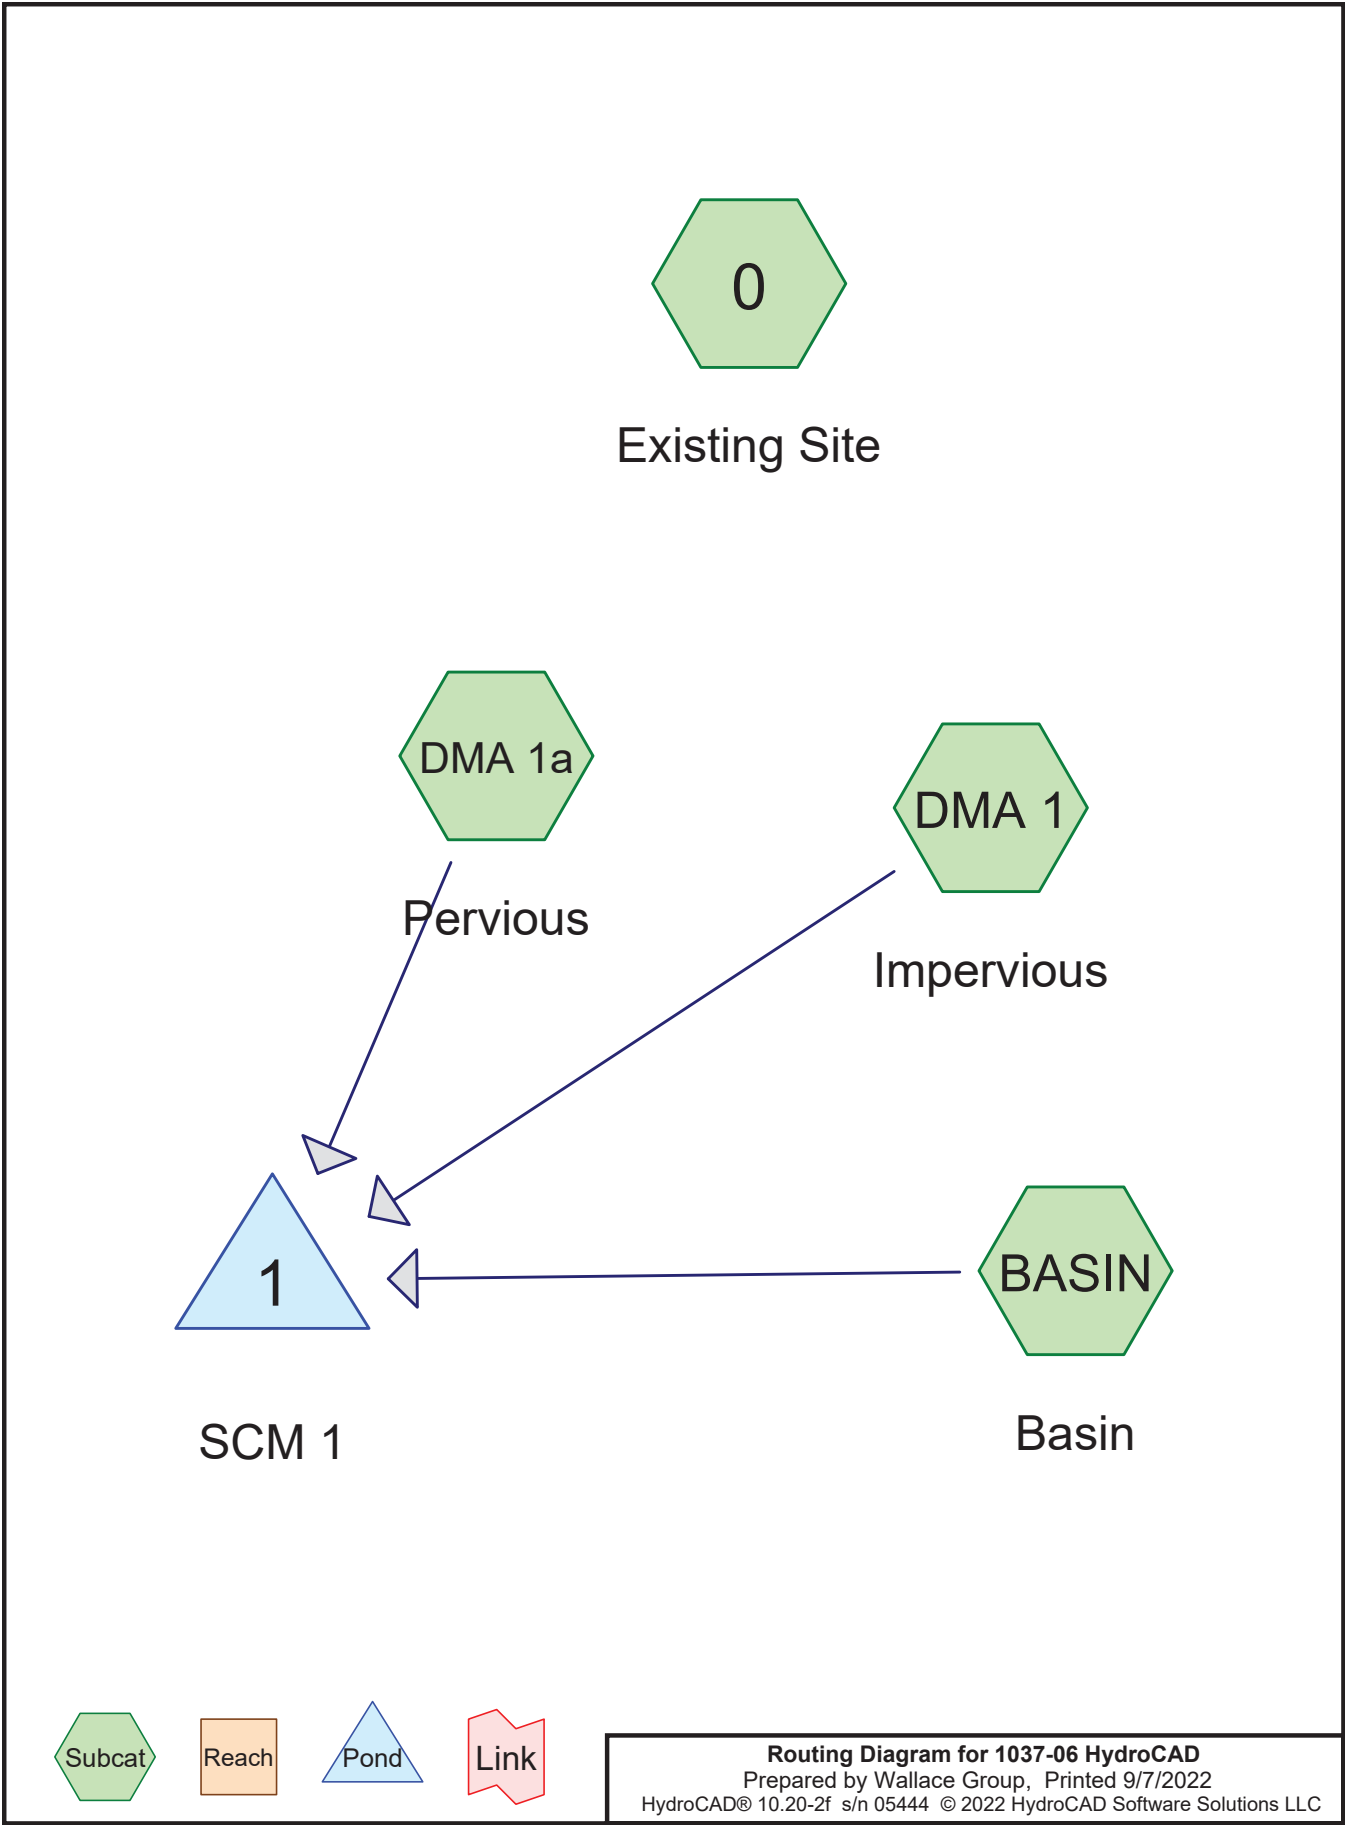 0
Existing Site
DMA 1a
Pervious
DMA 1
Impervious
1
SCM 1
BASIN
Basin
Subcat
Reach
Pond
Link
Routing Diagram for 1037-06 HydroCAD
Prepared by Wallace Group,  Printed 9/7/2022
HydroCAD® 10.20-2f  s/n 05444  © 2022 HydroCAD Software Solutions LLC